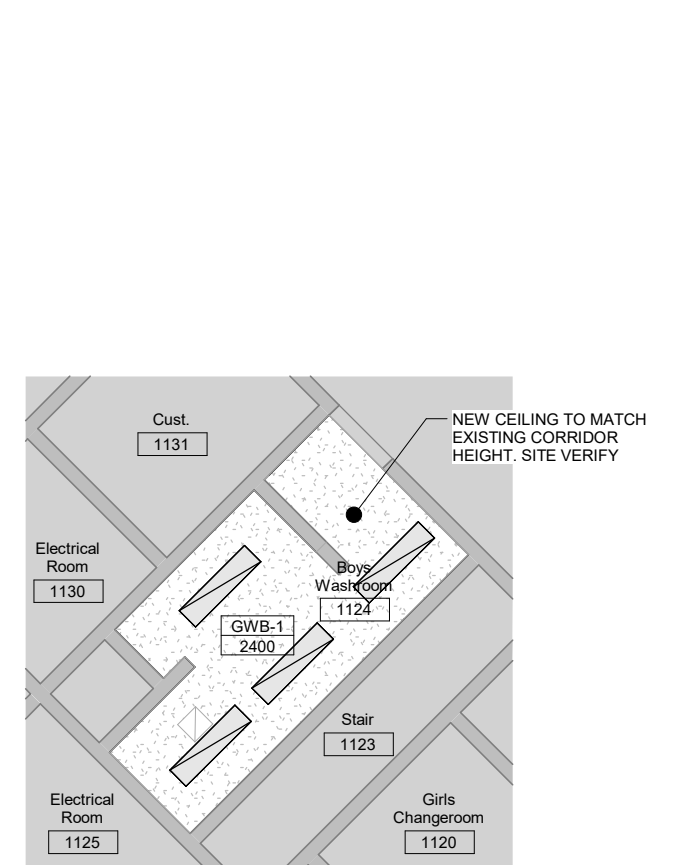 Cust.
1131
NEW CEILING TO MATCH
EXISTING CORRIDOR
HEIGHT. SITE VERIFY
Electrical
Room
1130
Boys
Washroom
1124
GWB-1
2400
Stair
1123
Electrical
Room
1125
Girls
Changeroom
1120